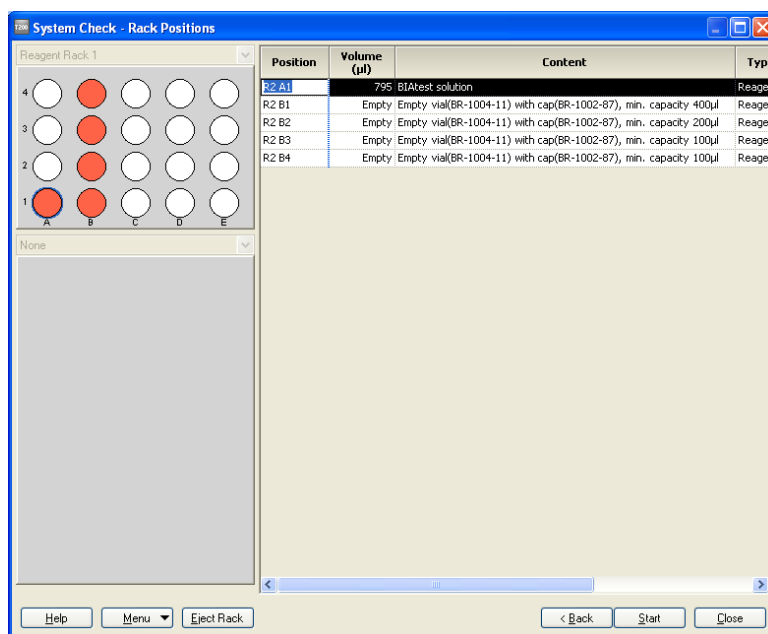 T200 System Check - Rack Positions
Reagent Rack 1
4
3
2
1
A B C D E
None
Position Volume (µl) Content Typ
R2 A1 795 BIAtest solution Reage
R2 B1 Empty Empty vial(BR-1004-11) with cap(BR-1002-87), min. capacity 400µl Reage
R2 B2 Empty Empty vial(BR-1004-11) with cap(BR-1002-87), min. capacity 200µl Reage
R2 B3 Empty Empty vial(BR-1004-11) with cap(BR-1002-87), min. capacity 100µl Reage
R2 B4 Empty Empty vial(BR-1004-11) with cap(BR-1002-87), min. capacity 100µl Reage
Help Menu Eject Rack < Back Start Close